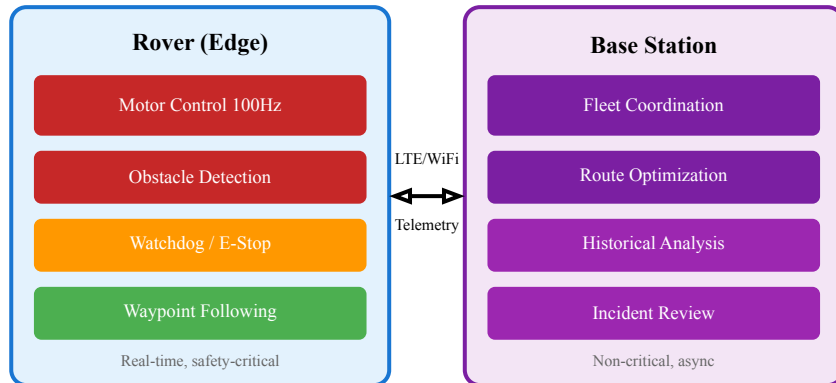 Rover (Edge)
Motor Control 100Hz
Obstacle Detection
Watchdog / E-Stop
Waypoint Following
Real-time, safety-critical
LTE/WiFi
Telemetry
Base Station
Fleet Coordination
Route Optimization
Historical Analysis
Incident Review
Non-critical, async